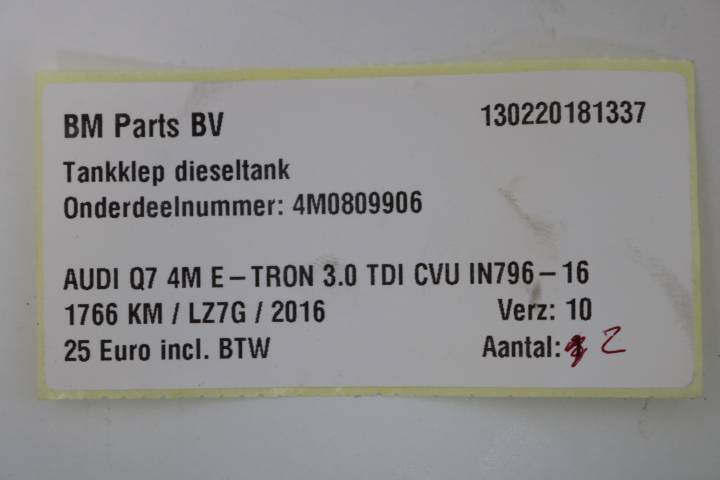 BM Parts BV 130220181337
Tankklep dieseltank
Onderdeelnummer: 4M0809906
AUDI Q7 4M E-TRON 3.0 TDI CVU IN796-16
1766 KM / LZ7G / 2016 Verz: 10
25 Euro incl. BTW Aantal: 2